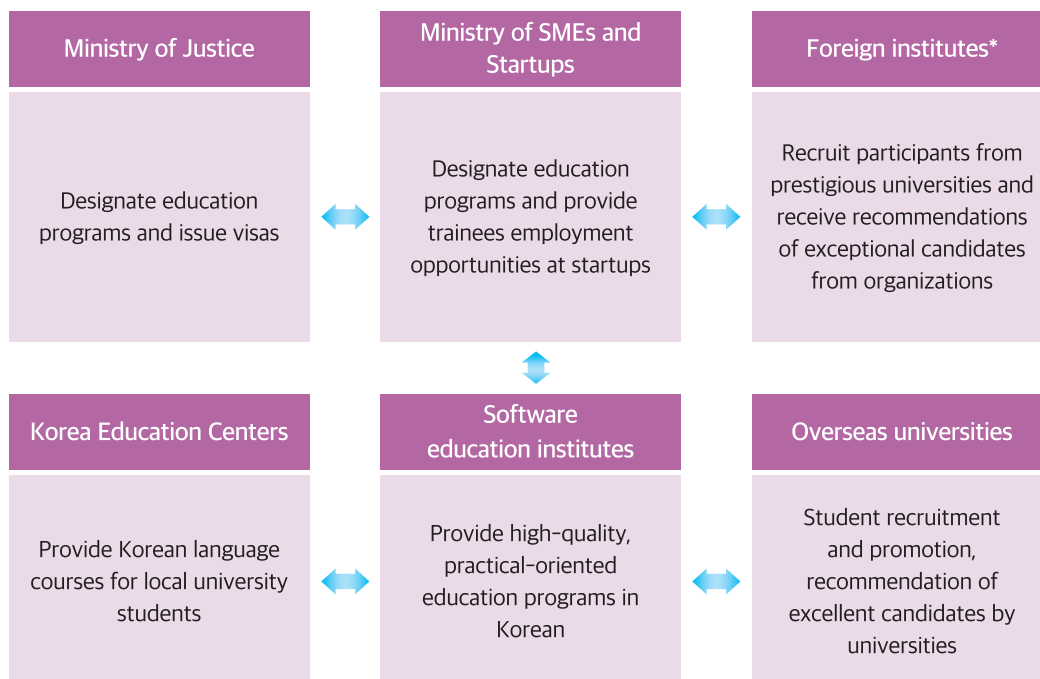 Ministry of Justice
Designate education
programs and issue visas
Ministry of SMEs and
Startups
Designate education
programs and provide
trainees employment
opportunities at startups
Foreign institutes*
Recruit participants from
prestigious universities and
receive recommendations
of exceptional candidates
from organizations
Korea Education Centers
Provide Korean language
courses for local university
students
Software
education institutes
Provide high-quality,
practical-oriented
education programs in
Korean
Overseas universities
Student recruitment
and promotion,
recommendation of
excellent candidates by
universities